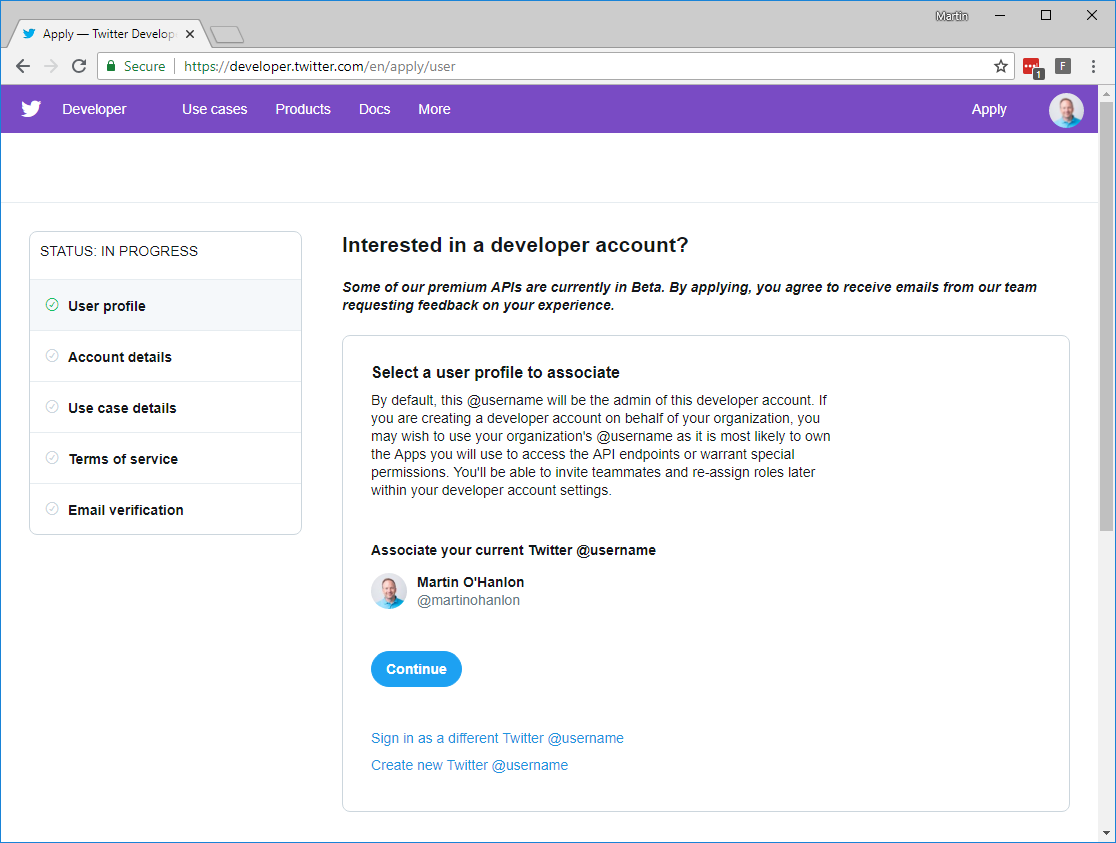 Martin
Apply — Twitter Develop
Secure
https://developer.twitter.com/en/apply/user
1
F
Developer
Use cases
Products
Docs
More
Apply
STATUS: IN PROGRESS
User profile
Account details
Use case details
Terms of service
Email verification
Interested in a developer account?
Some of our premium APIs are currently in Beta. By applying, you agree to receive emails from our team
requesting feedback on your experience.
Select a user profile to associate
By default, this @username will be the admin of this developer account. If
you are creating a developer account on behalf of your organization, you
may wish to use your organization's @username as it is most likely to own
the Apps you will use to access the API endpoints or warrant special
permissions. You'll be able to invite teammates and re-assign roles later
within your developer account settings.
Associate your current Twitter @username
Martin O'Hanlon
@martinohanlon
Continue
Sign in as a different Twitter @username
Create new Twitter @username